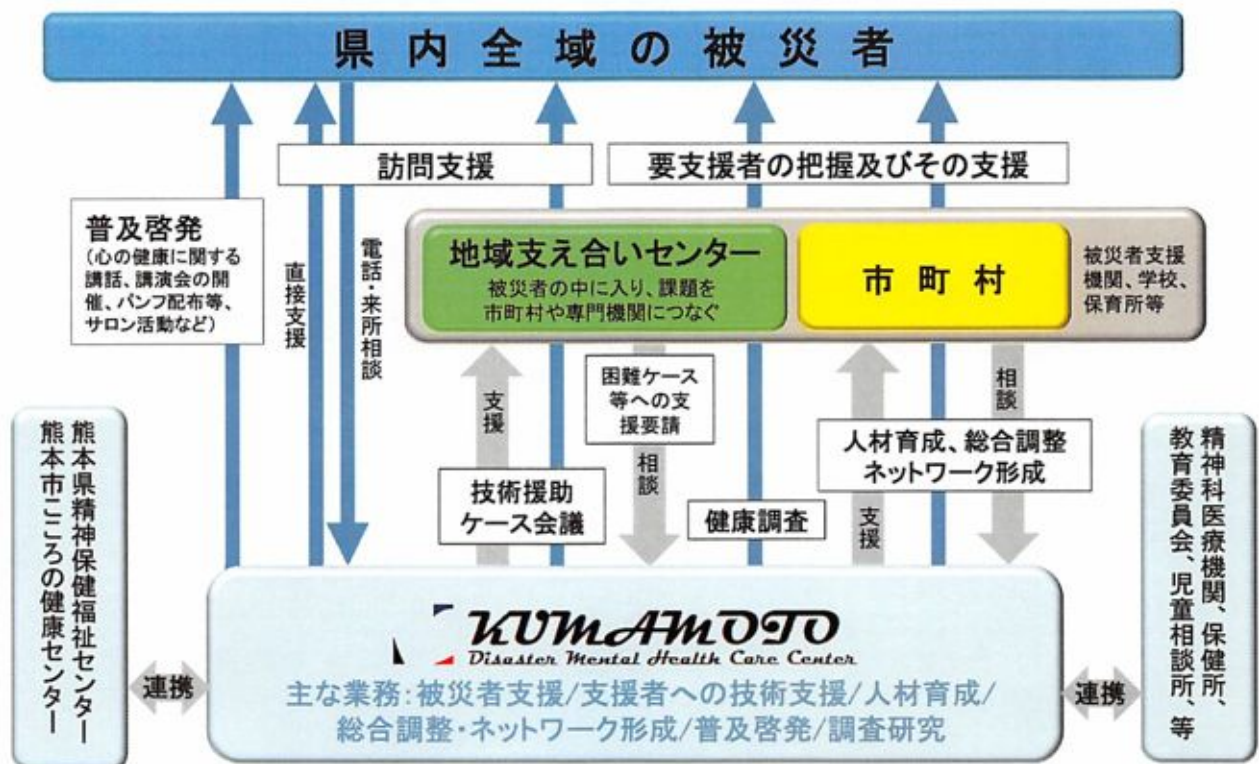 県内全域の被災者
訪問支援
要支援者の把握及びその支援
普及啓発
(心の健康に関する
講話、講演会の開
催、パンフ配布等、
サロン活動など)
直接支援
電話・来所相談
地域支え合いセンター
被災者の中に入り、課題を
市町村や専門機関につなぐ
市町村
被災者支援
機関、学校、
保育所等
支援
困難ケース
等への支
援要請
相談
相談
人材育成、総合調整
ネットワーク形成
技術援助
ケース会議
健康調査
支援
熊本県精神保健福祉センター
熊本市こころの健康センター
精神科医療機関、保健所、
教育委員会、児童相談所、等
連携
KUMAMOTO
Disaster Mental Health Care Center
主な業務:被災者支援/支援者への技術支援/人材育成/
総合調整・ネットワーク形成/普及啓発/調査研究
連携